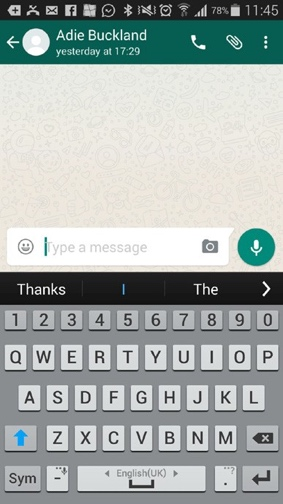 78% 11:45
Adie Buckland
yesterday at 17:29
Type a message
Thanks I The
1 2 3 4 5 6 7 8 9 0
Q W E R T Y U I O P
A S D F G H J K L
Z X C V B N M
Sym - English(UK) .